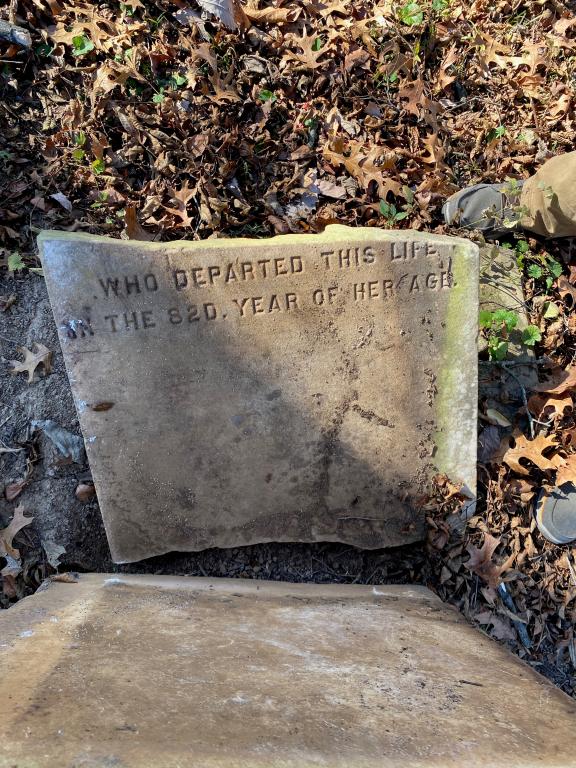 WHO DEPARTED THIS LIFE,
IN THE 82D. YEAR OF HER AGE.